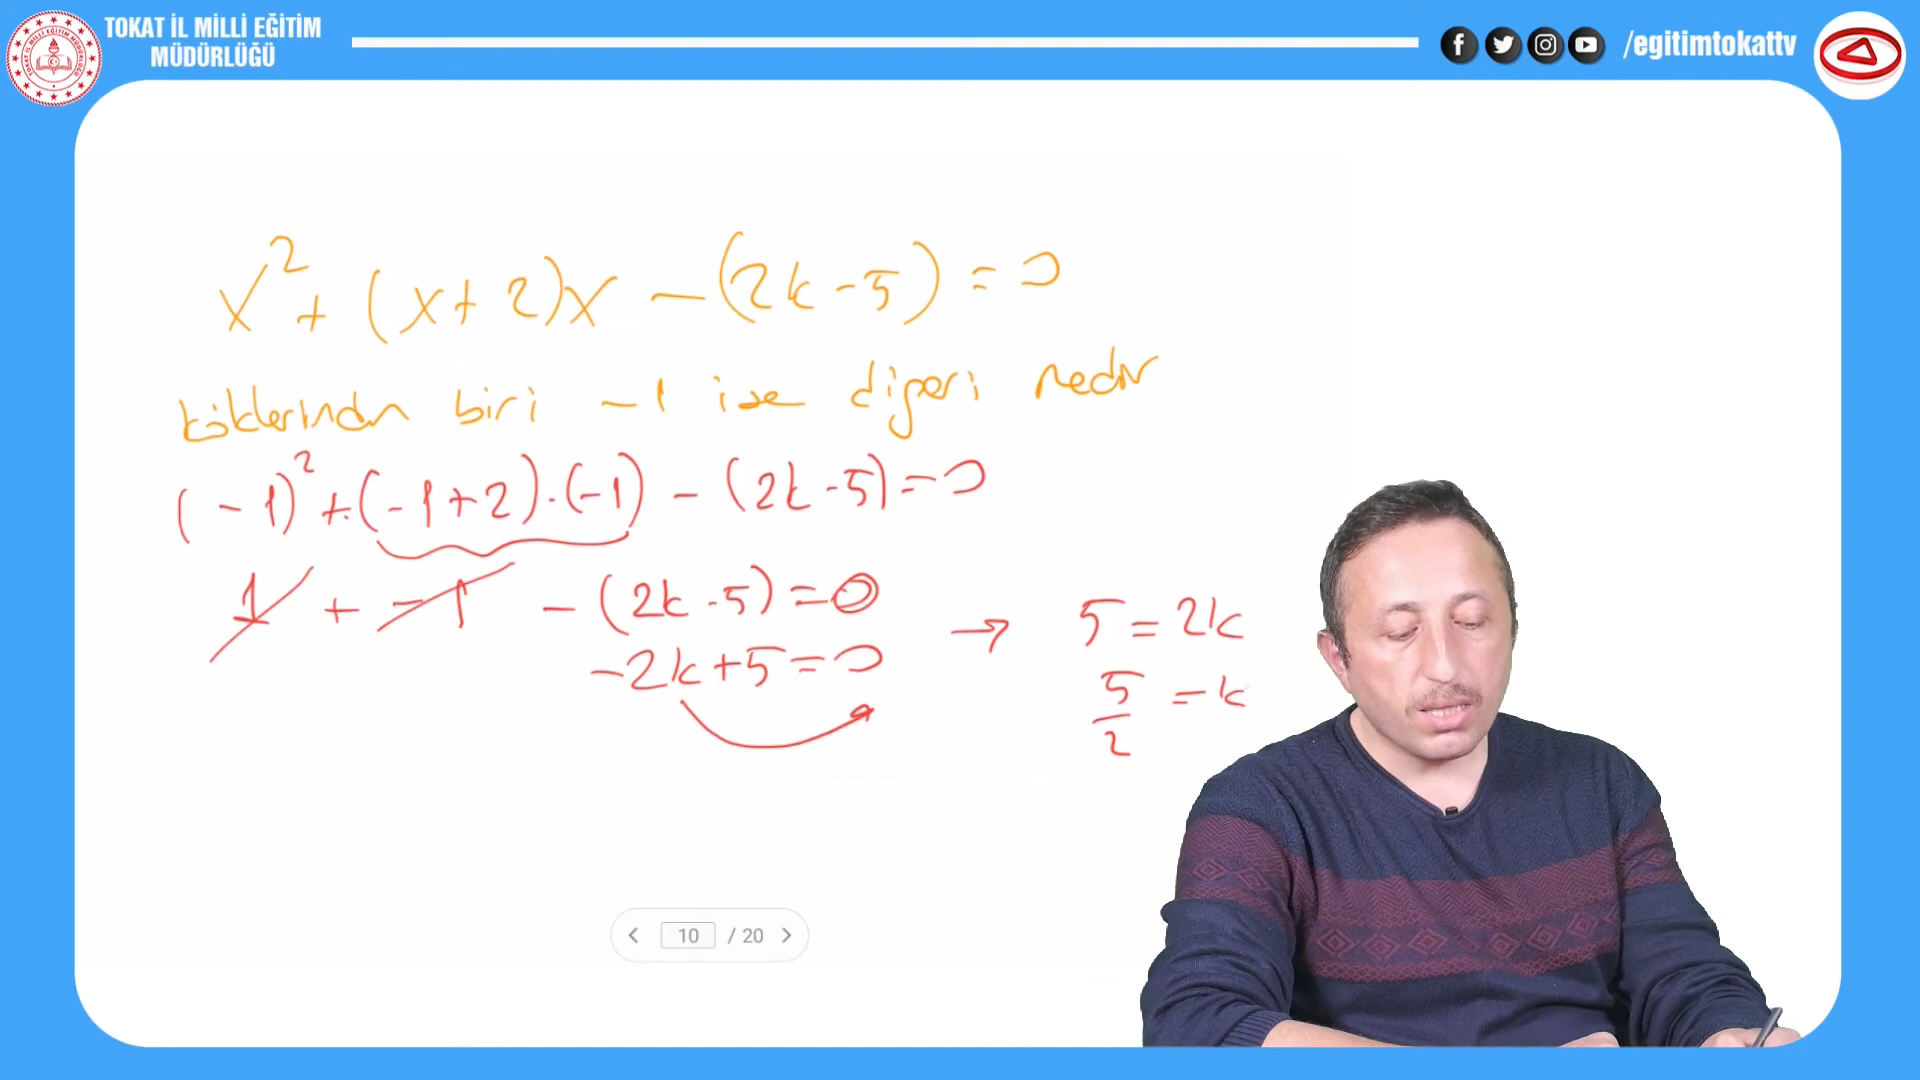 TOKAT İL MİLLİ EĞİTİM
MÜDÜRLÜĞÜ
/egitimtokattv
x² + (x+2)x - (2k-5) = 0
köklerinden biri -1 ise diğeri nedir
(-1)² + (-1+2)·(-1) - (2k-5) = 0
1 + -1 - (2k-5) = 0
-2k+5 = 0
→ 5 = 2k
5/2 = k
10 / 20